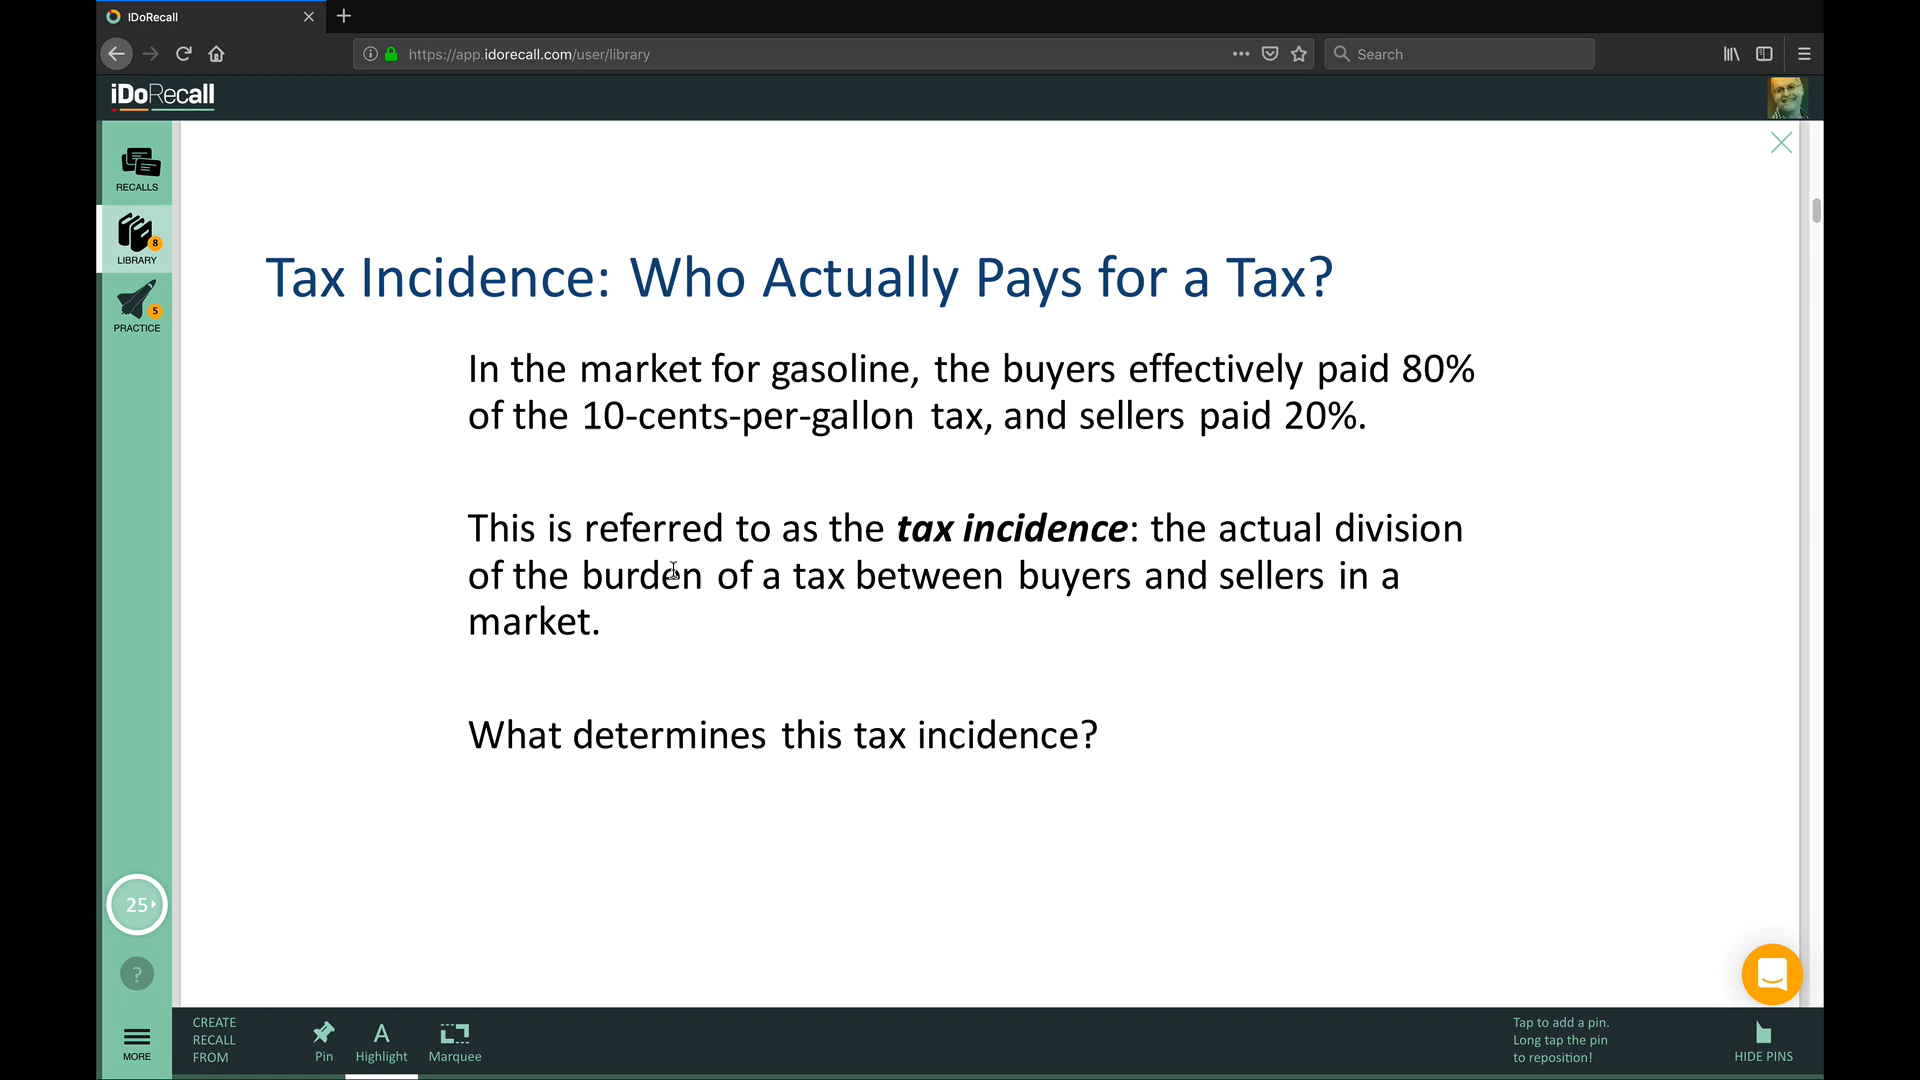 IDoRecall
https://app.idorecall.com/user/library
Search
iDoRecall
RECALLS
8
LIBRARY
5
PRACTICE
Tax Incidence: Who Actually Pays for a Tax?
In the market for gasoline, the buyers effectively paid 80%
of the 10-cents-per-gallon tax, and sellers paid 20%.
This is referred to as the tax incidence: the actual division
of the burden of a tax between buyers and sellers in a
market.
What determines this tax incidence?
25
?
MORE
CREATE
RECALL
FROM
Pin
A
Highlight
Marquee
Tap to add a pin.
Long tap the pin
to reposition!
HIDE PINS